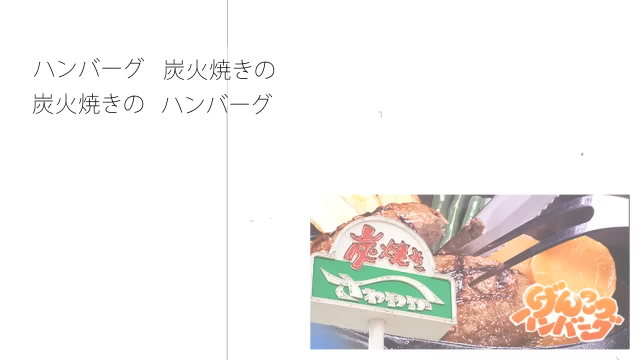 ハンバーグ 炭火焼きの
炭火焼きの ハンバーグ
炭焼き
さわやか
げんこつ
ハンバーグ